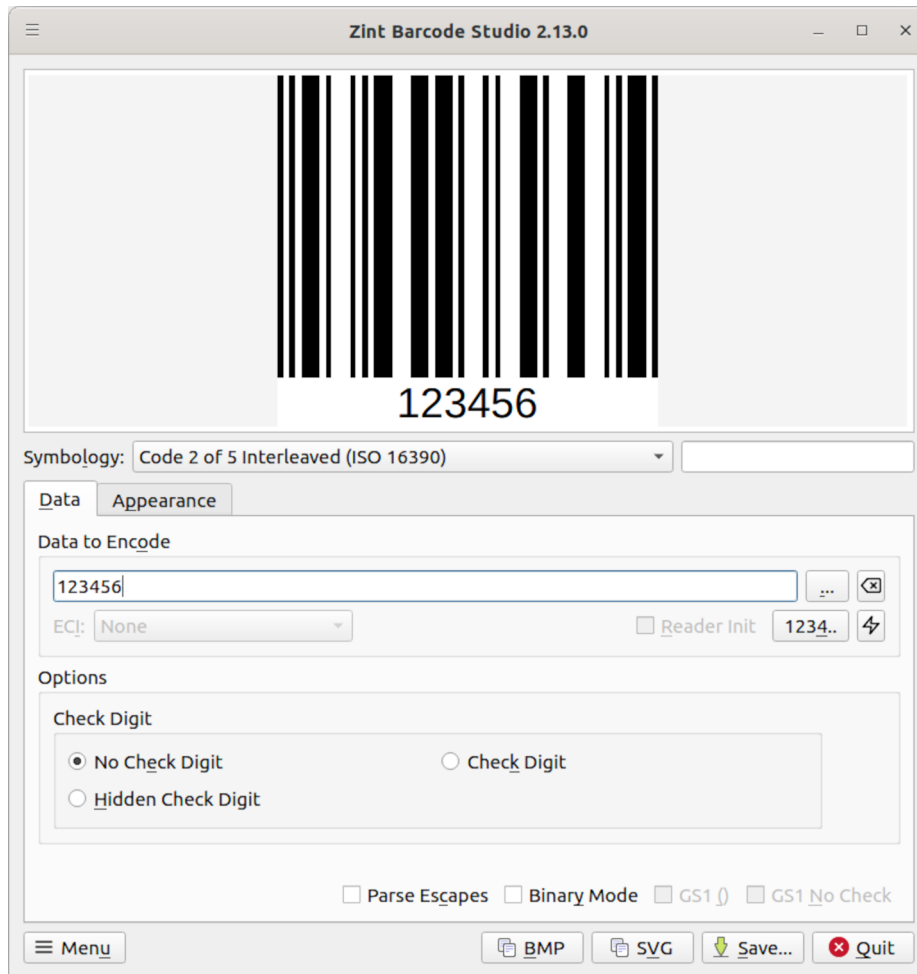 Zint Barcode Studio 2.13.0
123456
Symbology: Code 2 of 5 Interleaved (ISO 16390)
Data Appearance
Data to Encode
123456 ...
ECI: None Reader Init 1234..
Options
Check Digit
No Check Digit Check Digit
Hidden Check Digit
Parse Escapes Binary Mode GS1 () GS1 No Check
Menu BMP SVG Save... Quit